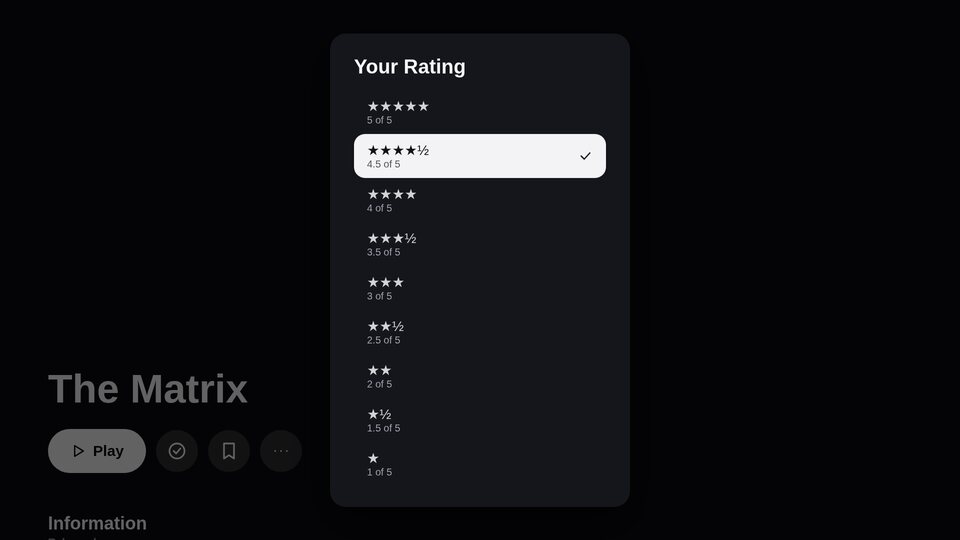 Your Rating
★★★★★
5 of 5
★★★★½
4.5 of 5
★★★★
4 of 5
★★★½
3.5 of 5
★★★
3 of 5
★★½
2.5 of 5
★★
2 of 5
★½
1.5 of 5
★
1 of 5
The Matrix
Play
Information